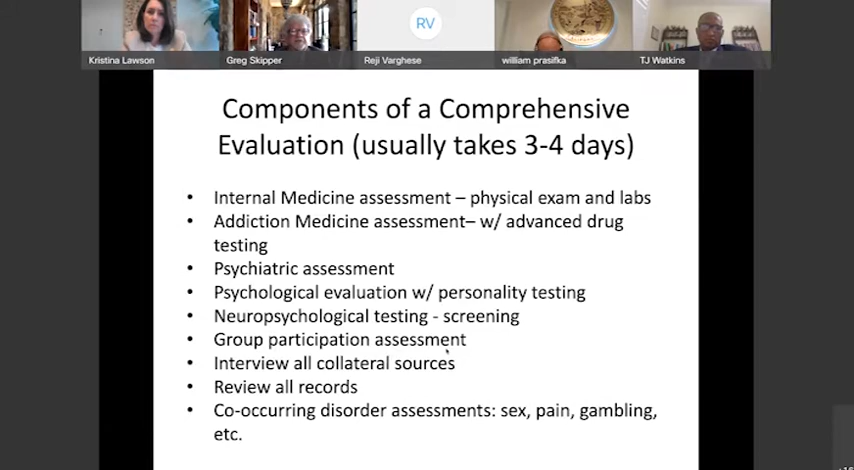 RV
Kristina Lawson
Greg Skipper
Reji Varghese
william prasifka
TJ Watkins
Components of a Comprehensive
Evaluation (usually takes 3-4 days)
• Internal Medicine assessment – physical exam and labs
• Addiction Medicine assessment– w/ advanced drug
testing
• Psychiatric assessment
• Psychological evaluation w/ personality testing
• Neuropsychological testing - screening
• Group participation assessment
• Interview all collateral sources
• Review all records
• Co-occurring disorder assessments: sex, pain, gambling,
etc.